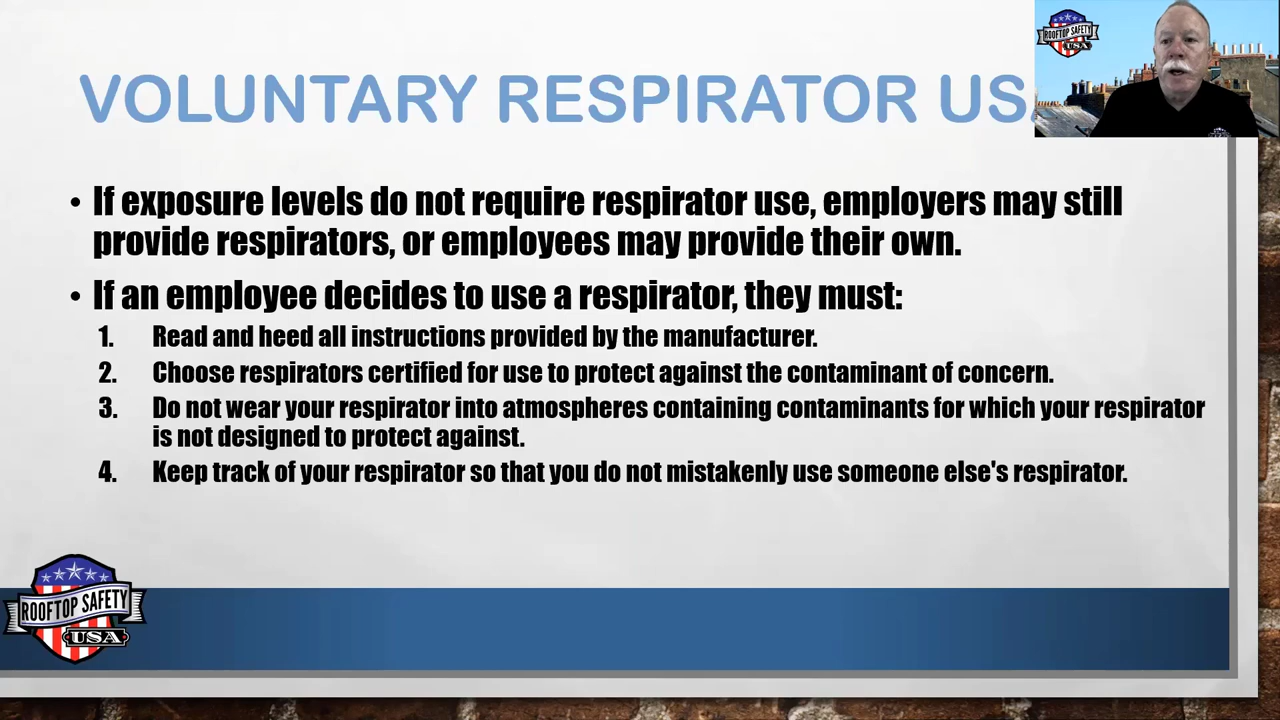 VOLUNTARY RESPIRATOR
• If exposure levels do not require respirator use, employers may still
provide respirators, or employees may provide their own.
• If an employee decides to use a respirator, they must:
1. Read and heed all instructions provided by the manufacturer.
2. Choose respirators certified for use to protect against the contaminant of concern.
3. Do not wear your respirator into atmospheres containing contaminants for which your respirator
is not designed to protect against.
4. Keep track of your respirator so that you do not mistakenly use someone else's respirator.
ROOFTOP SAFETY
USA
ROOFTOP SAFETY
USA